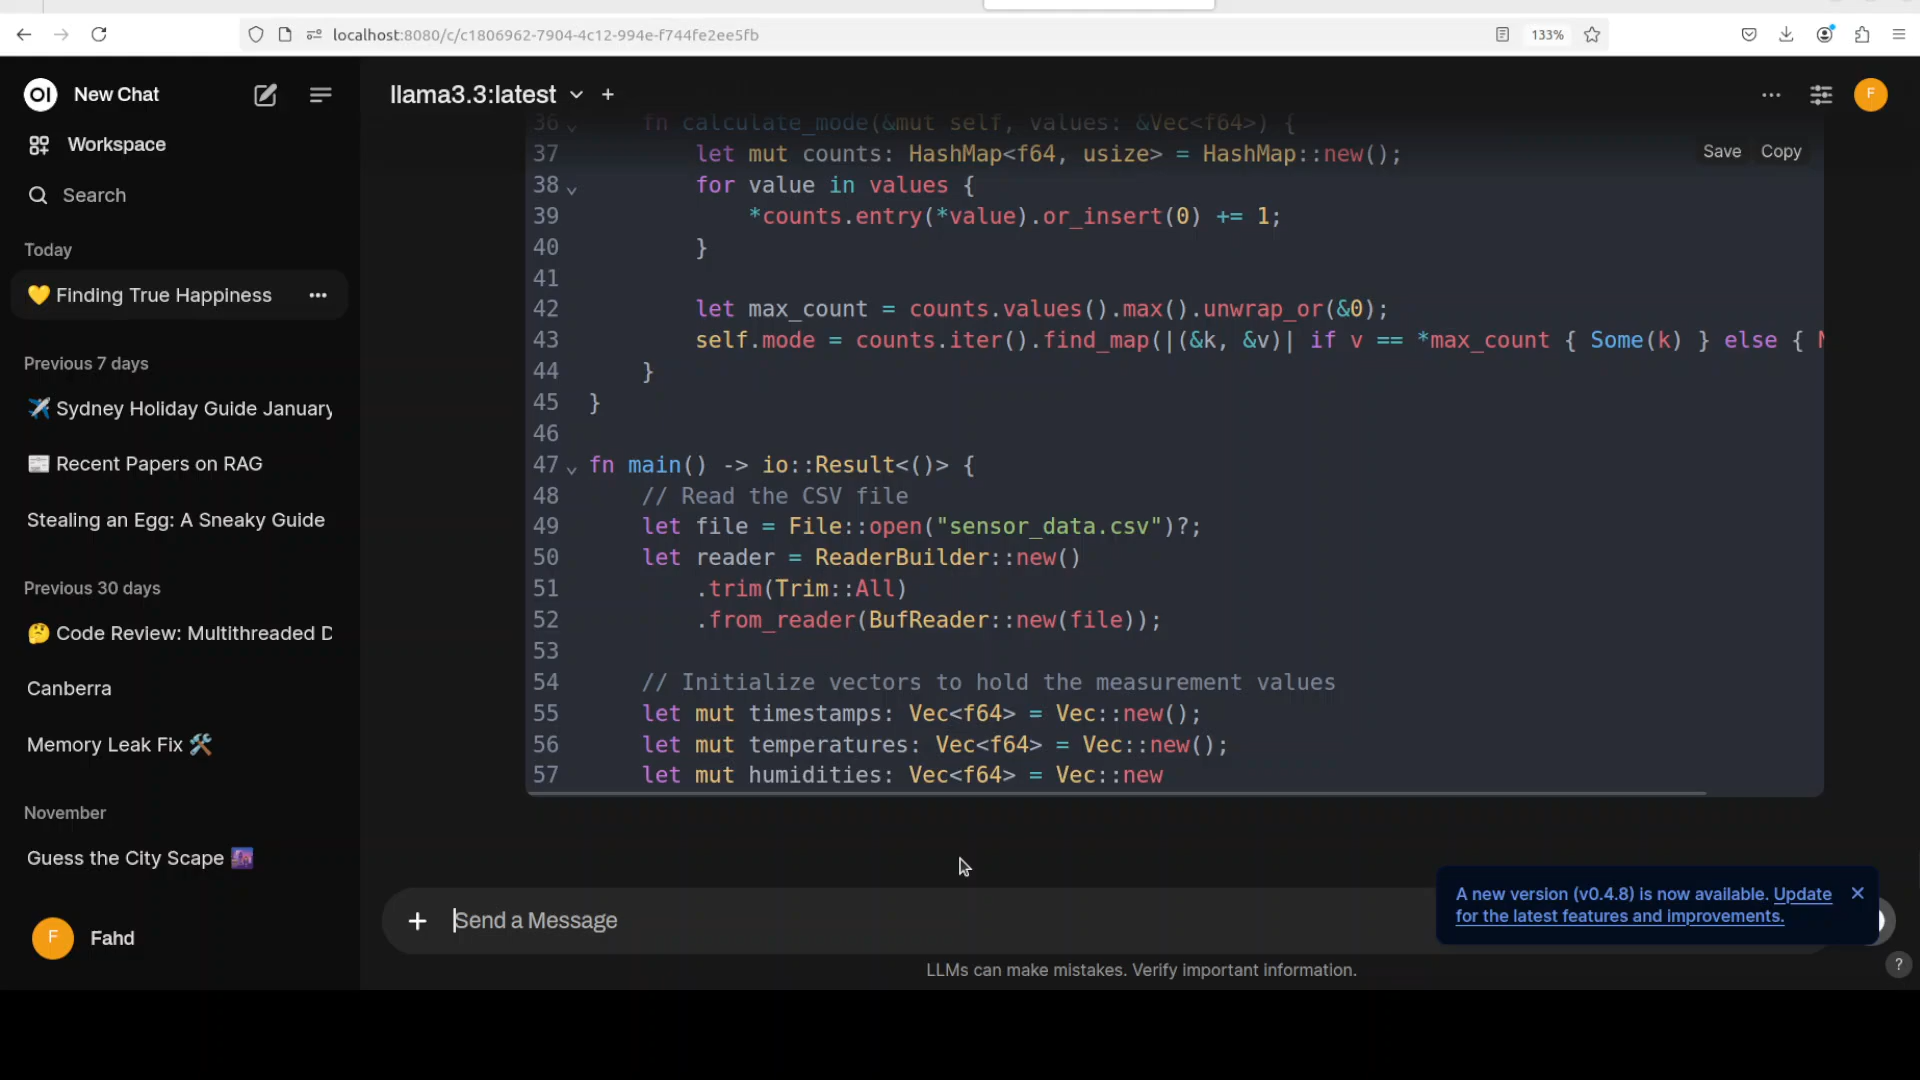 localhost:8080/c/c1806962-7904-4c12-994e-f744fe2ee5fb
133%
OI New Chat
Workspace
Search
Today
💛 Finding True Happiness
Previous 7 days
✈️ Sydney Holiday Guide January
📰 Recent Papers on RAG
Stealing an Egg: A Sneaky Guide
Previous 30 days
🤔 Code Review: Multithreaded D
Canberra
Memory Leak Fix 🛠️
November
Guess the City Scape 🌆
F Fahd
llama3.3:latest
F
Save Copy
36 fn calculate_mode(&mut self, values: &Vec<f64>) {
37 let mut counts: HashMap<f64, usize> = HashMap::new();
38 for value in values {
39 *counts.entry(*value).or_insert(0) += 1;
40 }
41
42 let max_count = counts.values().max().unwrap_or(&0);
43 self.mode = counts.iter().find_map(|(&k, &v)| if v == *max_count { Some(k) } else {
44 }
45 }
46
47 fn main() -> io::Result<()> {
48 // Read the CSV file
49 let file = File::open("sensor_data.csv")?;
50 let reader = ReaderBuilder::new()
51 .trim(Trim::All)
52 .from_reader(BufReader::new(file));
53
54 // Initialize vectors to hold the measurement values
55 let mut timestamps: Vec<f64> = Vec::new();
56 let mut temperatures: Vec<f64> = Vec::new();
57 let mut humidities: Vec<f64> = Vec::new
Send a Message
A new version (v0.4.8) is now available. Update
for the latest features and improvements.
LLMs can make mistakes. Verify important information.
?